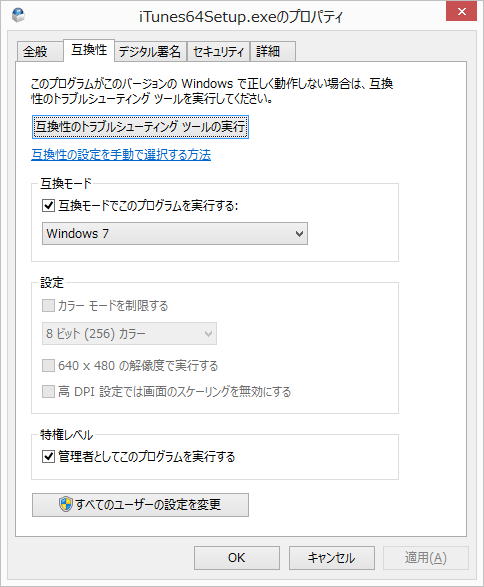 iTunes64Setup.exeのプロパティ
全般
互換性
デジタル署名
セキュリティ
詳細
このプログラムがこのバージョンの Windows で正しく動作しない場合は、互換
性のトラブルシューティング ツールを実行してください。
互換性のトラブルシューティング ツールの実行
互換性の設定を手動で選択する方法
互換モード
互換モードでこのプログラムを実行する:
Windows 7
設定
カラー モードを制限する
8 ビット (256) カラー
640 x 480 の解像度で実行する
高 DPI 設定では画面のスケーリングを無効にする
特権レベル
管理者としてこのプログラムを実行する
すべてのユーザーの設定を変更
OK
キャンセル
適用(A)